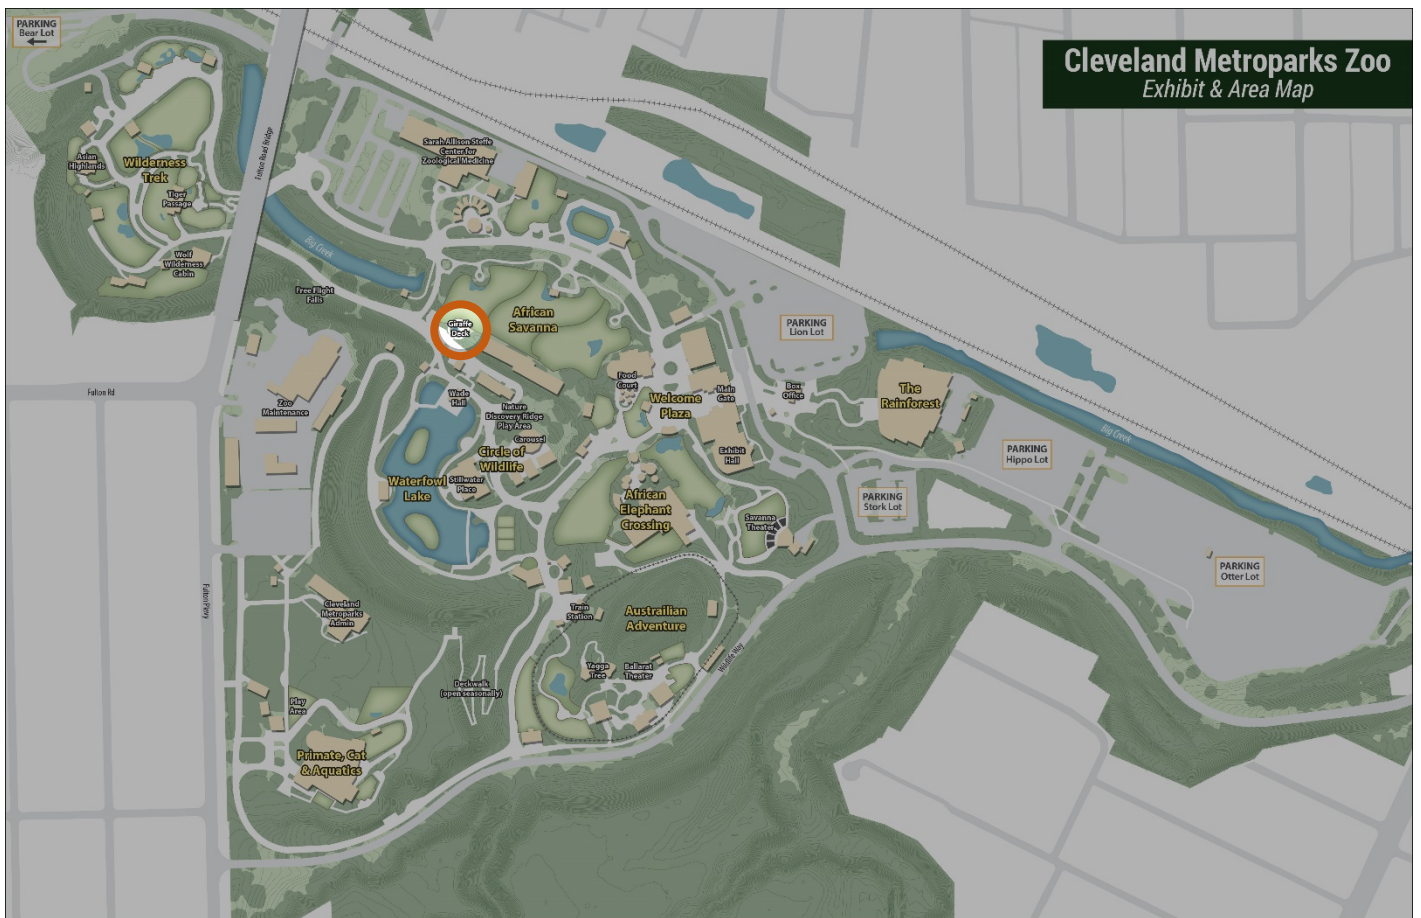 PARKING
Bear Lot
Cleveland Metroparks Zoo
Exhibit & Area Map
Sarah Allison Steffe
Center for
Zoological Medicine
Asian
Highlands
Wilderness
Trek
Tiger
Passage
Fulton Road Bridge
Wolf
Wilderness
Cabin
Big Creek
Free Flight
Falls
Giraffe
Deck
African
Savanna
PARKING
Lion Lot
Fulton Rd
Zoo
Maintenance
Wade
Hall
Food
Court
Welcome
Plaza
Main
Gate
Box
Office
The
Rainforest
Nature
Discovery Ridge
Play Area
Carousel
Circle of
Wildlife
Exhibit
Hall
Big Creek
PARKING
Hippo Lot
Waterfowl
Lake
Stillwater
Place
African
Elephant
Crossing
PARKING
Stork Lot
Savanna
Theater
PARKING
Otter Lot
Fulton Pkwy
Cleveland
Metroparks
Admin
Train
Station
Austrailian
Adventure
Wildlife Way
Yagga
Tree
Ballarat
Theater
Deckwalk
(open seasonally)
Play
Area
Primate, Cat
& Aquatics